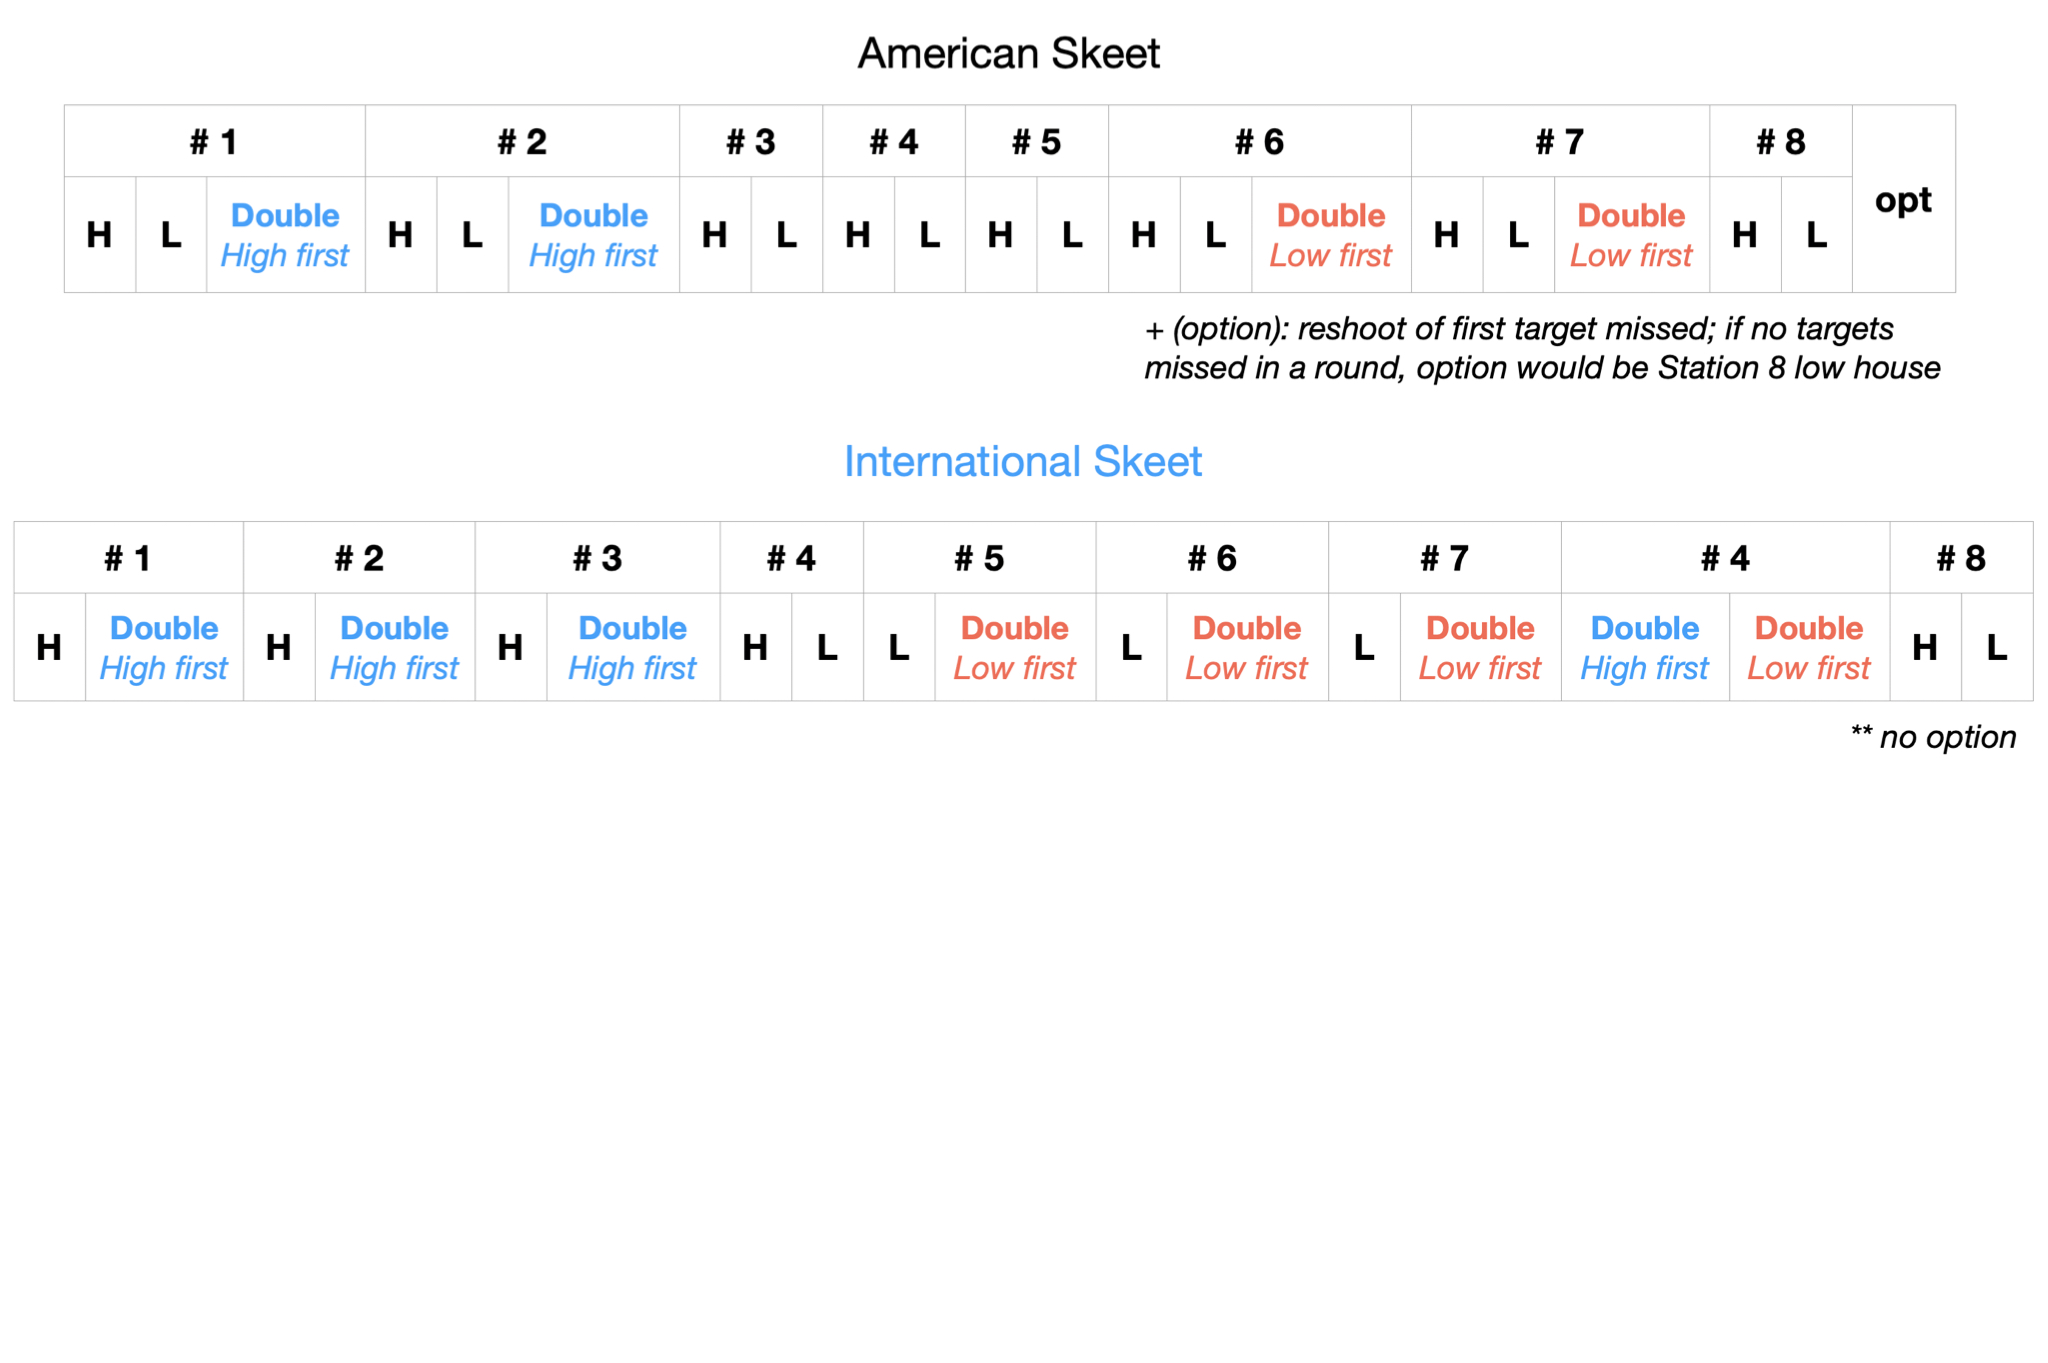 American Skeet
# 1 # 2 # 3 # 4 # 5 # 6 # 7 # 8 opt
H L Double High first H L Double High first H L H L H L H L Double Low first H L Double Low first H L
+ (option): reshoot of first target missed; if no targets
missed in a round, option would be Station 8 low house
International Skeet
# 1 # 2 # 3 # 4 # 5 # 6 # 7 # 4 # 8
H Double High first H Double High first H Double High first H L L Double Low first L Double Low first L Double Low first Double High first Double Low first H L
** no option